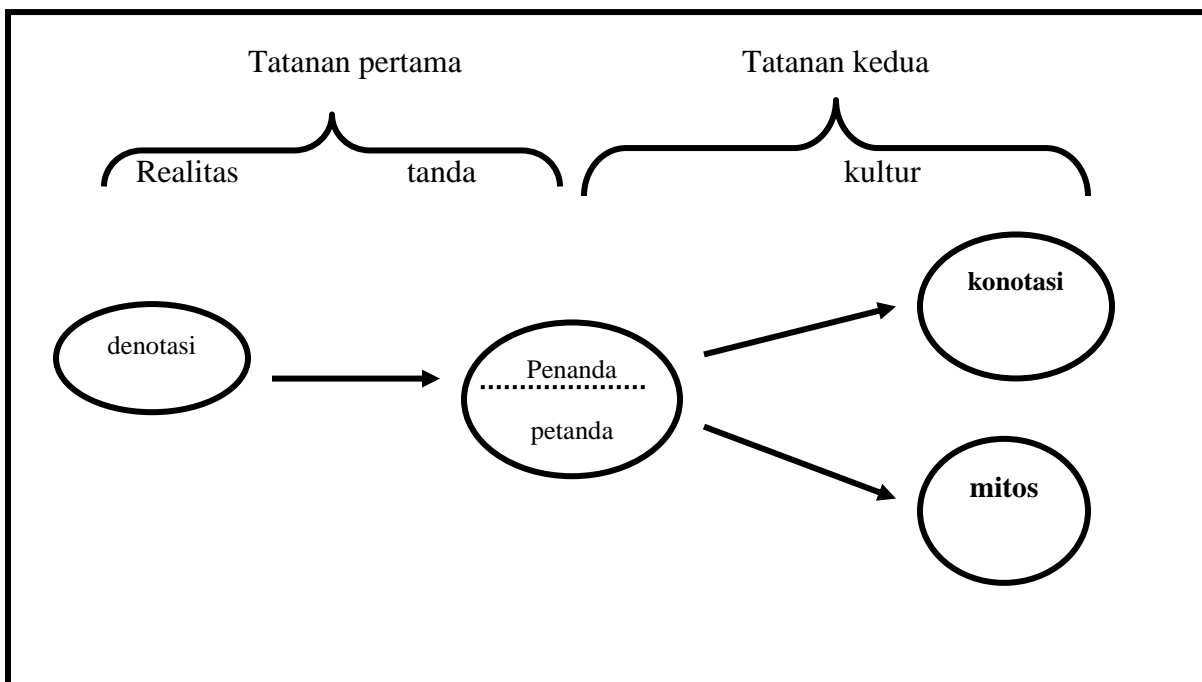 Tatanan pertama Tatanan kedua
Realitas tanda kultur
konotasi
denotasi
Penanda
petanda
mitos